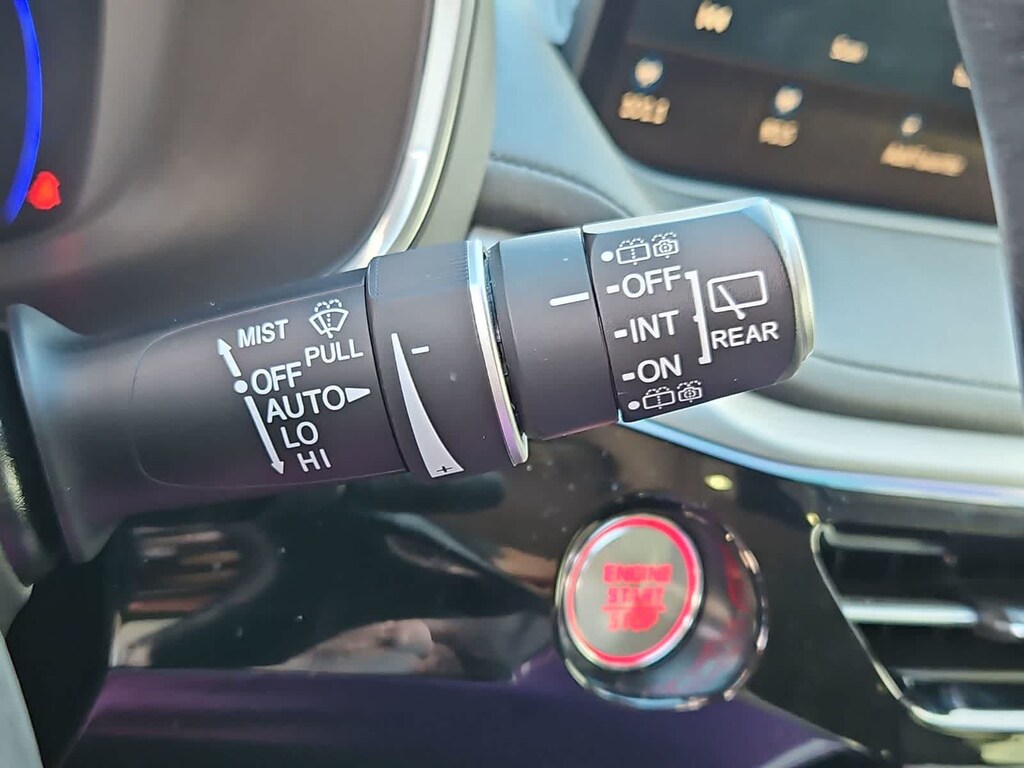 MIST
PULL
OFF
AUTO
LO
HI
-
+
OFF
INT
ON
REAR
ENGINE
START
STOP